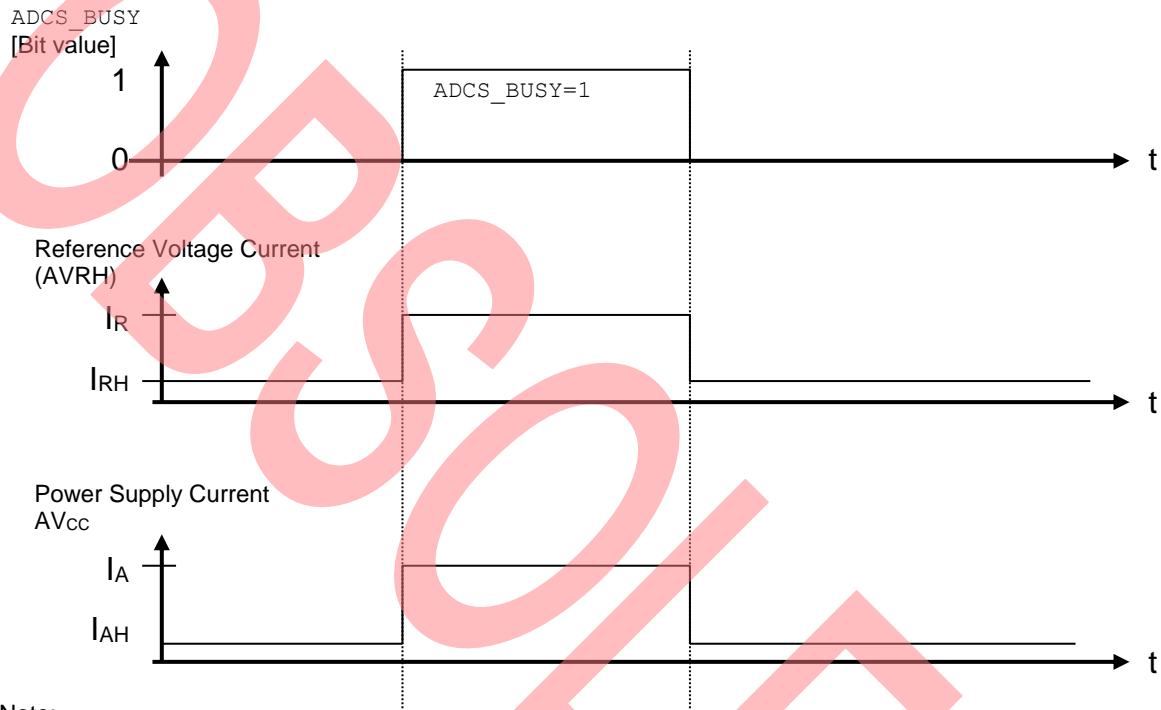 ADCS_BUSY
[Bit value]
1
ADCS_BUSY=1
0
t
Reference Voltage Current
(AVRH)
IR
IRH
t
Power Supply Current
AVCC
IA
IAH
t
OBSOLE